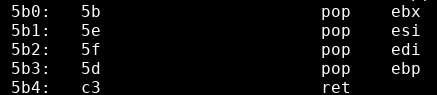 5b0: 5b pop ebx
5b1: 5e pop esi
5b2: 5f pop edi
5b3: 5d pop ebp
5b4: c3 ret